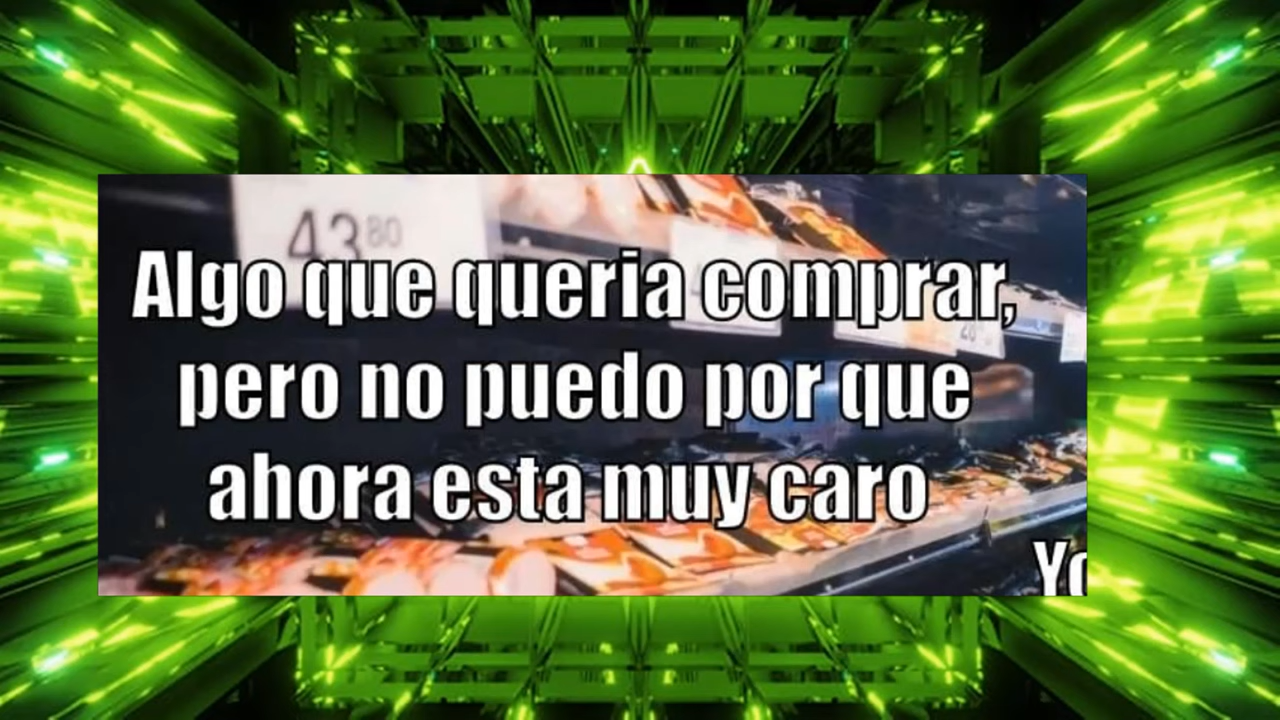 43 80
Algo que queria comprar,
pero no puedo por que
ahora esta muy caro